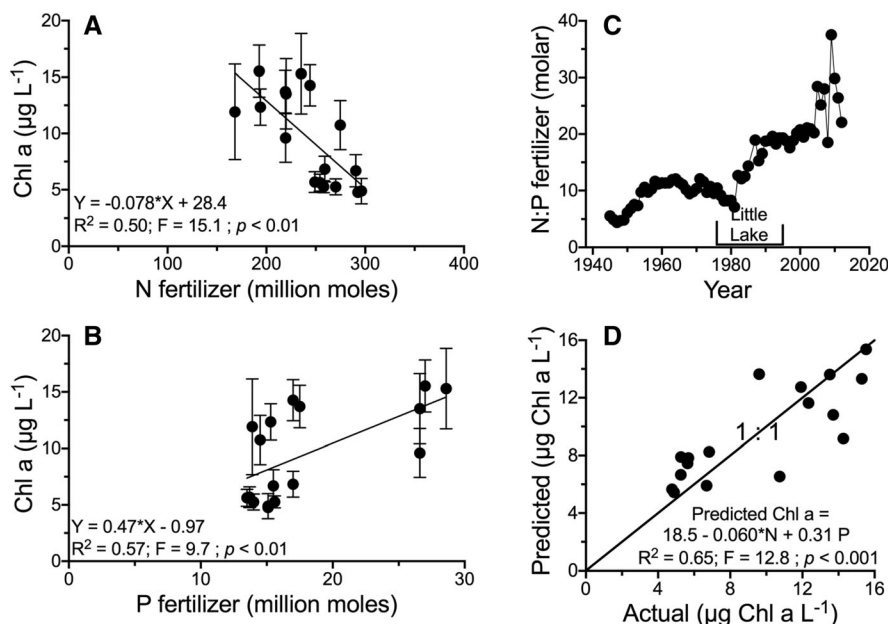 A
Chl a (µg L⁻¹)
20
15
10
5
0
Y = -0.078*X + 28.4
R² = 0.50; F = 15.1 ; p < 0.01
0 100 200 300 400
N fertilizer (million moles)
B
Chl a (µg L⁻¹)
20
15
10
5
0
Y = 0.47*X - 0.97
R² = 0.57; F = 9.7 ; p < 0.01
0 10 20 30
P fertilizer (million moles)
C
N:P fertilizer (molar)
40
30
20
10
0
Little
Lake
1940 1960 1980 2000 2020
Year
D
Predicted (µg Chl a L⁻¹)
16
12
8
4
0
1 : 1
Predicted Chl a =
18.5 - 0.060*N + 0.31 P
R² = 0.65; F = 12.8 ; p < 0.001
0 4 8 12 16
Actual (µg Chl a L⁻¹)